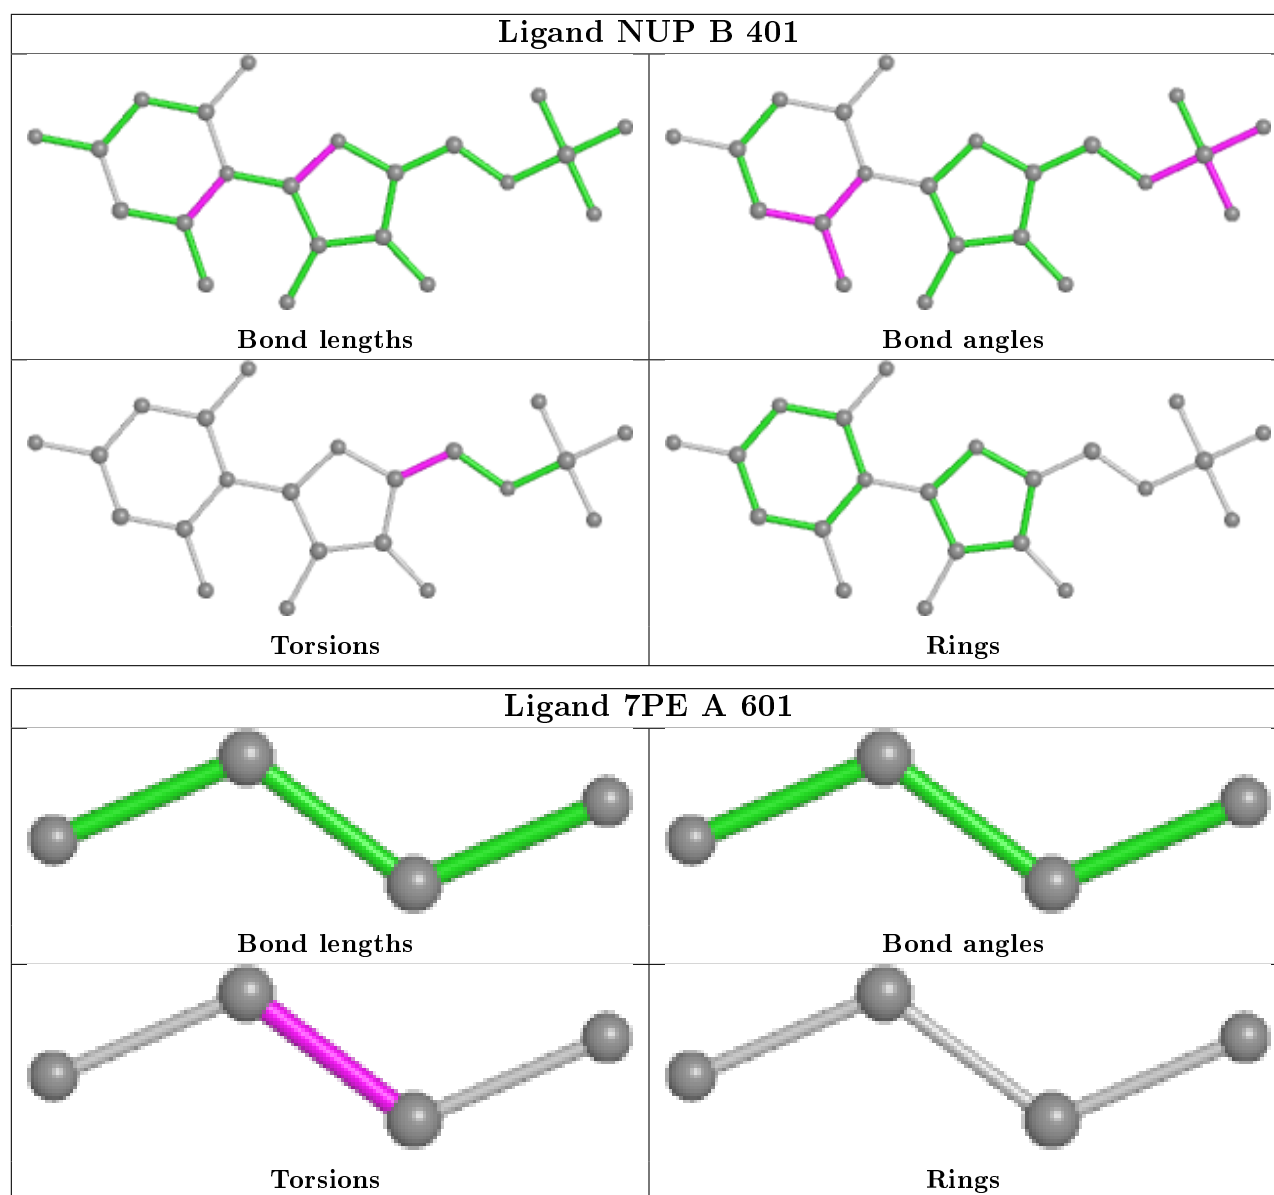 Ligand NUP B 401
Bond lengths
Bond angles
Torsions
Rings
Ligand 7PE A 601
Bond lengths
Bond angles
Torsions
Rings